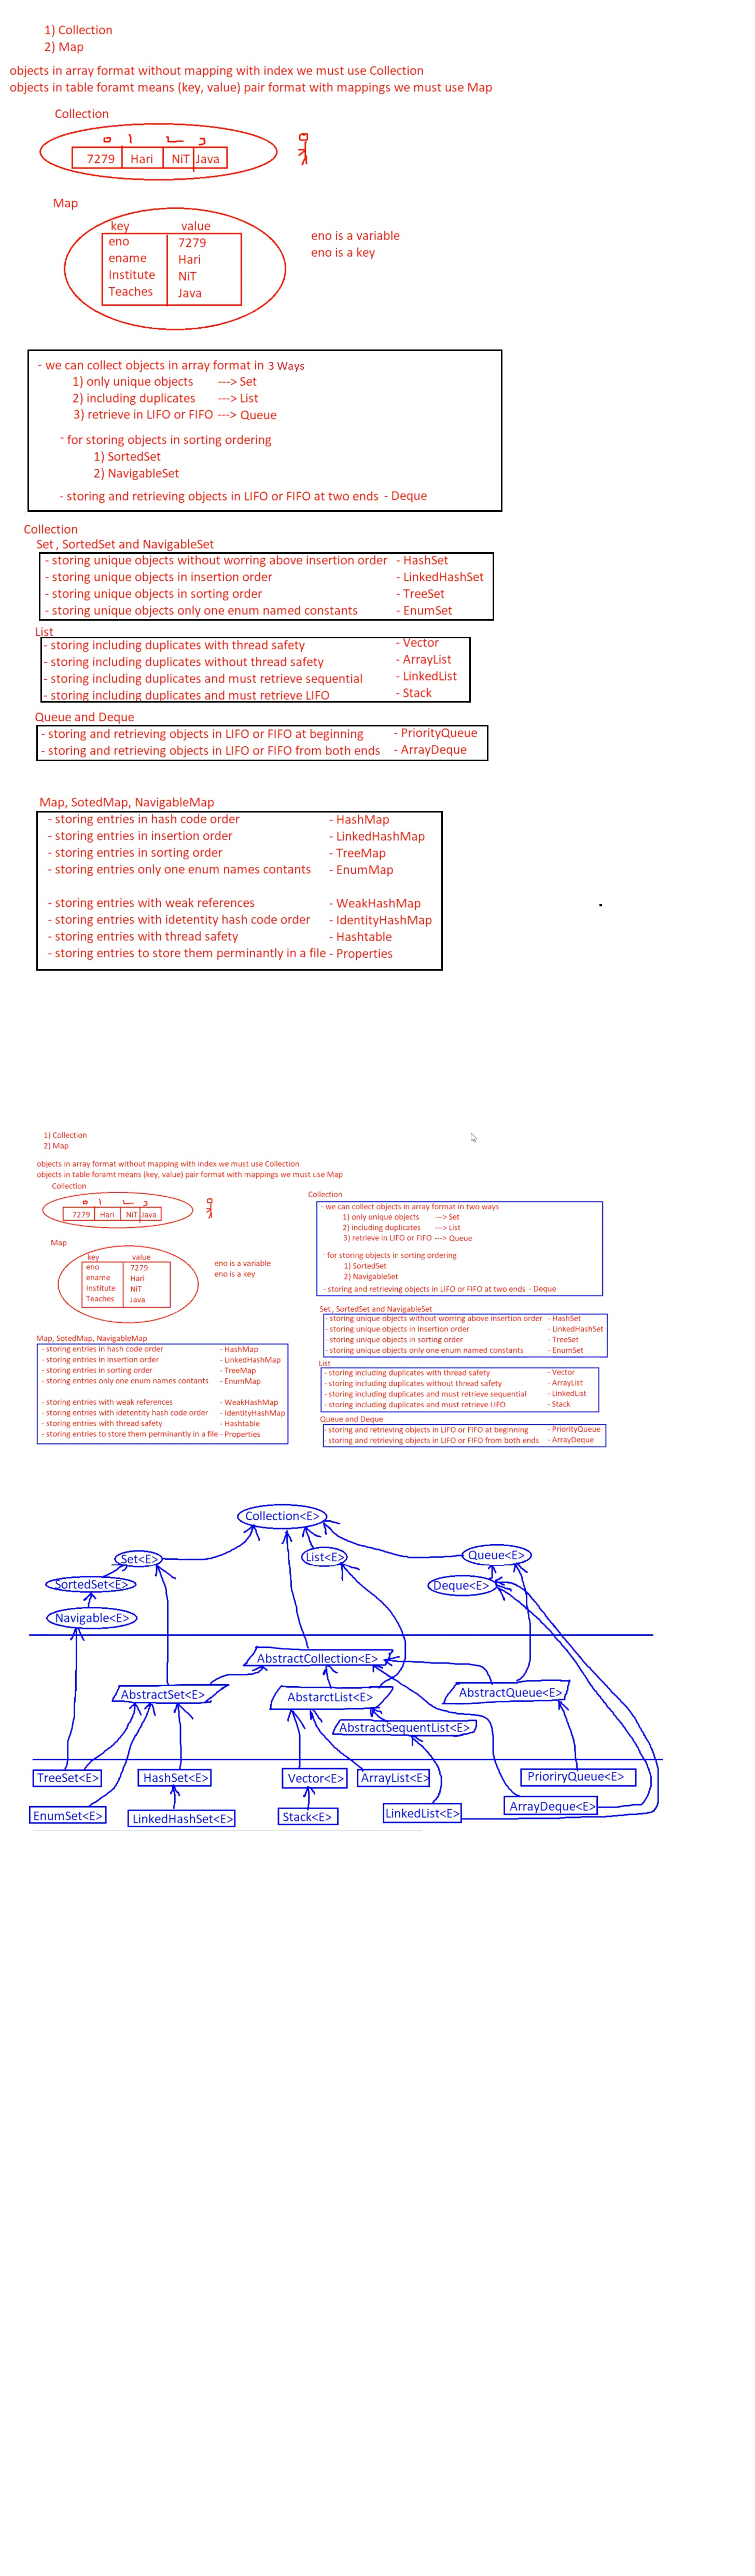 1) Collection
2) Map
objects in array format without mapping with index we must use Collection
objects in table foramt means (key, value) pair format with mappings we must use Map
Collection
0 1 2 3
7279 Hari NiT Java
Map
key value
eno 7279
ename Hari
Institute NiT
Teaches Java
eno is a variable
eno is a key
- we can collect objects in array format in 3 Ways
1) only unique objects ---> Set
2) including duplicates ---> List
3) retrieve in LIFO or FIFO ---> Queue
- for storing objects in sorting ordering
1) SortedSet
2) NavigableSet
- storing and retrieving objects in LIFO or FIFO at two ends - Deque
Collection
Set , SortedSet and NavigableSet
- storing unique objects without worring above insertion order - HashSet
- storing unique objects in insertion order - LinkedHashSet
- storing unique objects in sorting order - TreeSet
- storing unique objects only one enum named constants - EnumSet
List
- storing including duplicates with thread safety - Vector
- storing including duplicates without thread safety - ArrayList
- storing including duplicates and must retrieve sequential - LinkedList
- storing including duplicates and must retrieve LIFO - Stack
Queue and Deque
- storing and retrieving objects in LIFO or FIFO at beginning - PriorityQueue
- storing and retrieving objects in LIFO or FIFO from both ends - ArrayDeque
Map, SotedMap, NavigableMap
- storing entries in hash code order - HashMap
- storing entries in insertion order - LinkedHashMap
- storing entries in sorting order - TreeMap
- storing entries only one enum names contants - EnumMap
- storing entries with weak references - WeakHashMap
- storing entries with idetentity hash code order - IdentityHashMap
- storing entries with thread safety - Hashtable
- storing entries to store them perminantly in a file - Properties
1) Collection
2) Map
objects in array format without mapping with index we must use Collection
objects in table foramt means (key, value) pair format with mappings we must use Map
Collection
0 1 2 3
7279 Hari NiT Java
Map
key value
eno 7279
ename Hari
Institute NiT
Teaches Java
eno is a variable
eno is a key
Map, SotedMap, NavigableMap
- storing entries in hash code order - HashMap
- storing entries in insertion order - LinkedHashMap
- storing entries in sorting order - TreeMap
- storing entries only one enum names contants - EnumMap
- storing entries with weak references - WeakHashMap
- storing entries with idetentity hash code order - IdentityHashMap
- storing entries with thread safety - Hashtable
- storing entries to store them perminantly in a file - Properties
Collection
- we can collect objects in array format in two ways
1) only unique objects ---> Set
2) including duplicates ---> List
3) retrieve in LIFO or FIFO ---> Queue
- for storing objects in sorting ordering
1) SortedSet
2) NavigableSet
- storing and retrieving objects in LIFO or FIFO at two ends - Deque
Set , SortedSet and NavigableSet
- storing unique objects without worring above insertion order - HashSet
- storing unique objects in insertion order - LinkedHashSet
- storing unique objects in sorting order - TreeSet
- storing unique objects only one enum named constants - EnumSet
List
- storing including duplicates with thread safety - Vector
- storing including duplicates without thread safety - ArrayList
- storing including duplicates and must retrieve sequential - LinkedList
- storing including duplicates and must retrieve LIFO - Stack
Queue and Deque
- storing and retrieving objects in LIFO or FIFO at beginning - PriorityQueue
- storing and retrieving objects in LIFO or FIFO from both ends - ArrayDeque
Collection<E>
Set<E> List<E> Queue<E>
SortedSet<E> Deque<E>
Navigable<E>
AbstractCollection<E>
AbstractSet<E> AbstarctList<E> AbstractQueue<E>
AbstractSequentList<E>
TreeSet<E> HashSet<E> Vector<E> ArrayList<E> PrioriryQueue<E>
EnumSet<E> LinkedHashSet<E> Stack<E> LinkedList<E> ArrayDeque<E>